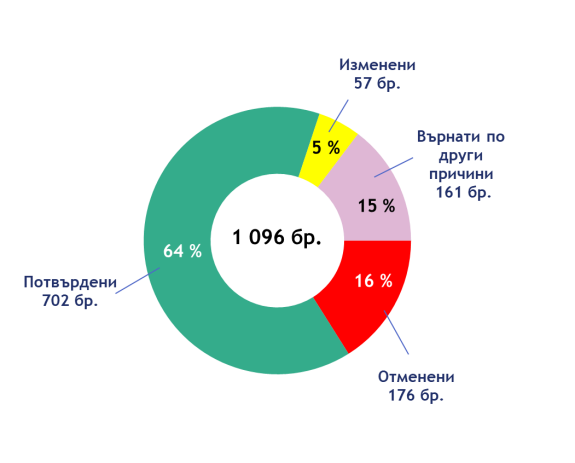 Изменени
57 бр.
Върнати по
други
причини
161 бр.
5 %
15 %
1 096 бр.
64 %
16 %
Потвърдени
702 бр.
Отменени
176 бр.